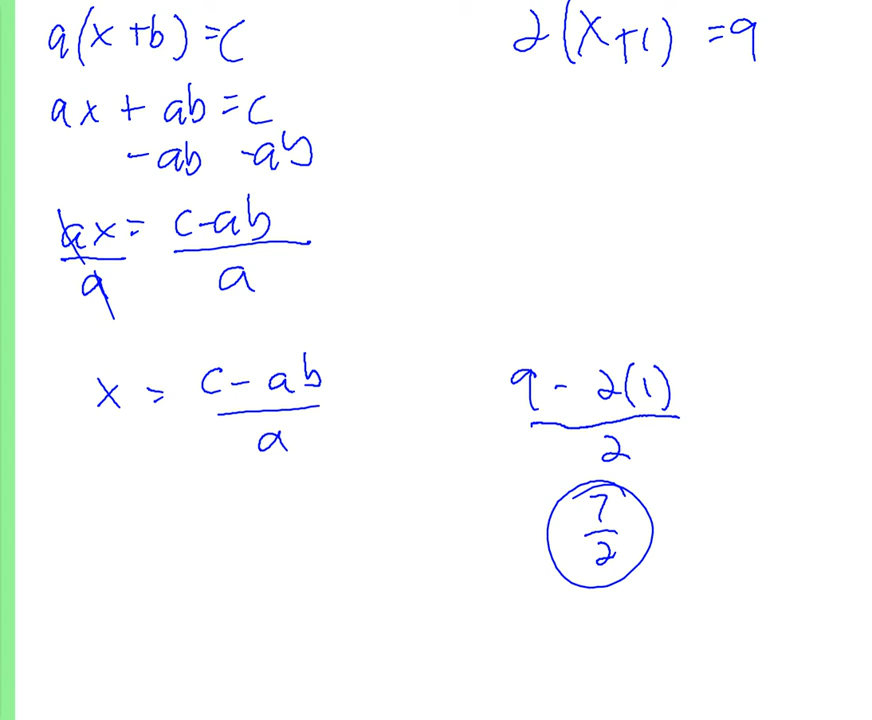 a(x+b)=c
ax + ab = c
-ab -ab
ax = c-ab
a a
x = c - ab
a
2(x+1) = 9
9 - 2(1)
2
7
2